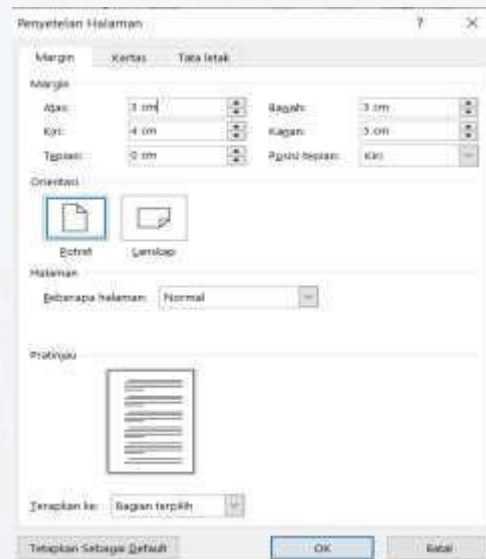 Penyetelan Halaman ?
Margin Kertas Tata letak
Margin
Atas: 3 cm Bawah: 3 cm
Kiri: 4 cm Kanan: 3 cm
Tepian: 0 cm Posisi tepian: Kiri
Orientasi
Potret Lanskap
Halaman
Beberapa halaman: Normal
Pratinjau
Terapkan ke: Bagian terpilih
Tetapkan Sebagai Default OK Batal